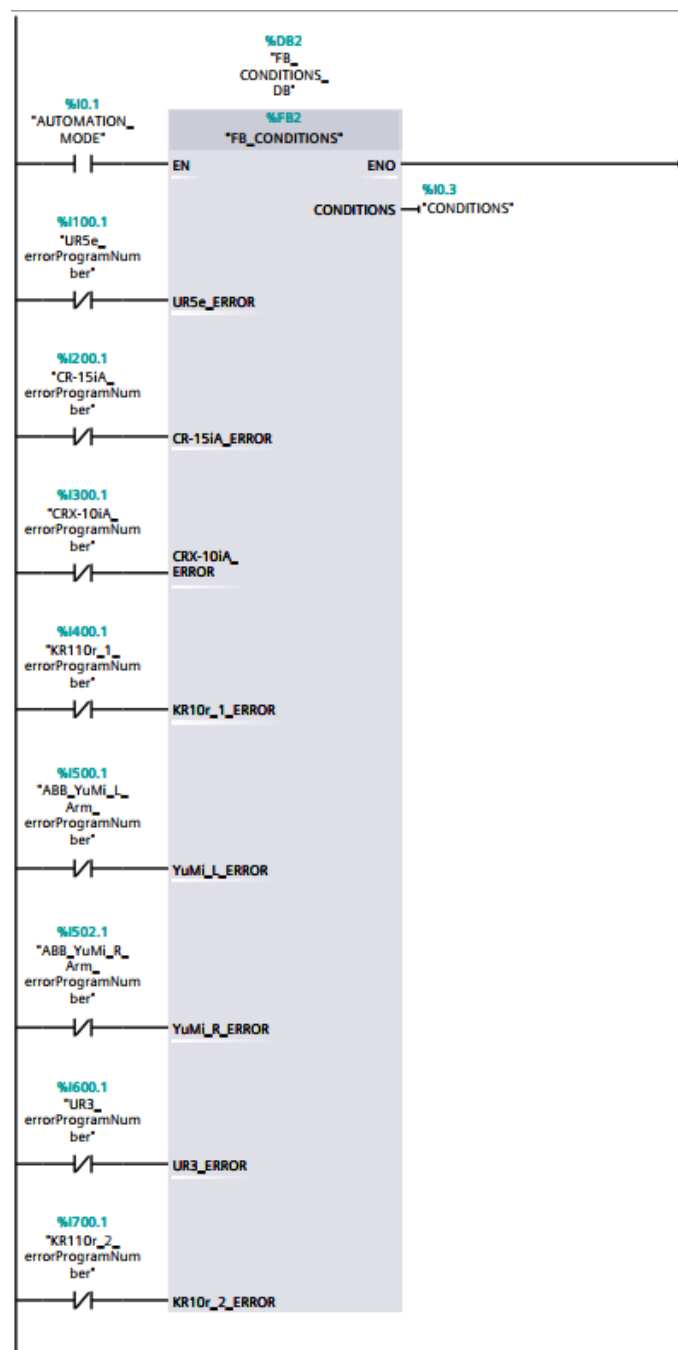 %DB2
"FB_
CONDITIONS_
DB"
%I0.1
"AUTOMATION_
MODE"
%FB2
"FB_CONDITIONS"
EN
ENO
%I0.3
CONDITIONS
"CONDITIONS"
%I100.1
"UR5e_
errorProgramNum
ber"
UR5e_ERROR
%I200.1
"CR-15iA_
errorProgramNum
ber"
CR-15iA_ERROR
%I300.1
"CRX-10iA_
errorProgramNum
ber"
CRX-10iA_
ERROR
%I400.1
"KR110r_1_
errorProgramNum
ber"
KR10r_1_ERROR
%I500.1
"ABB_YuMi_L_
Arm_
errorProgramNum
ber"
YuMi_L_ERROR
%I502.1
"ABB_YuMi_R_
Arm_
errorProgramNum
ber"
YuMi_R_ERROR
%I600.1
"UR3_
errorProgramNum
ber"
UR3_ERROR
%I700.1
"KR110r_2_
errorProgramNum
ber"
KR10r_2_ERROR